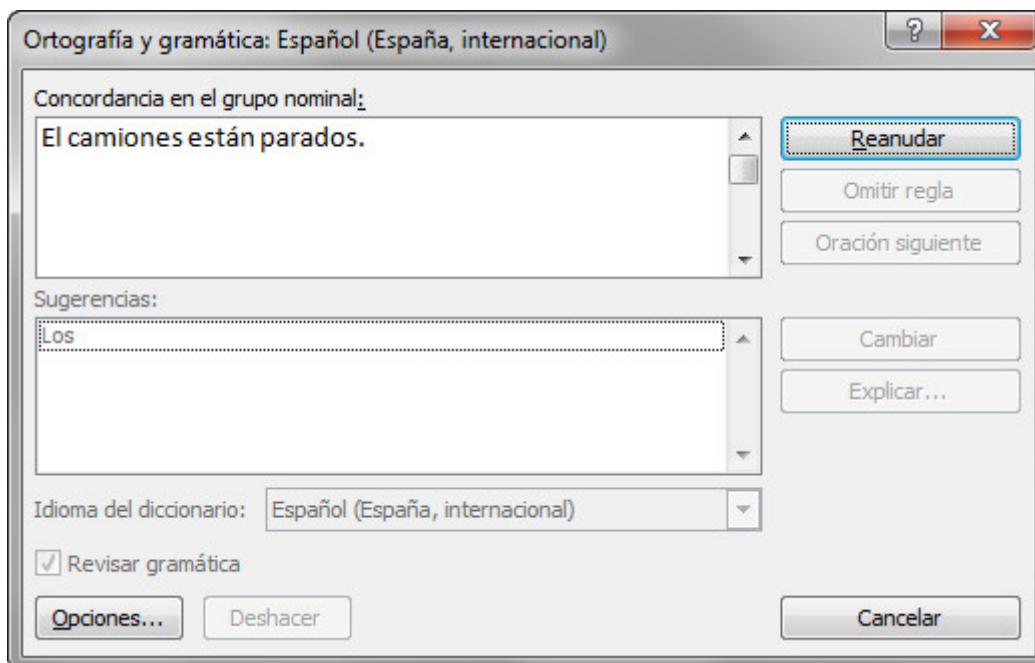 Ortografía y gramática: Español (España, internacional)
Concordancia en el grupo nominal:
El camiones están parados.
Reanudar
Omitir regla
Oración siguiente
Sugerencias:
Los
Cambiar
Explicar...
Idioma del diccionario: Español (España, internacional)
Revisar gramática
Opciones... Deshacer Cancelar